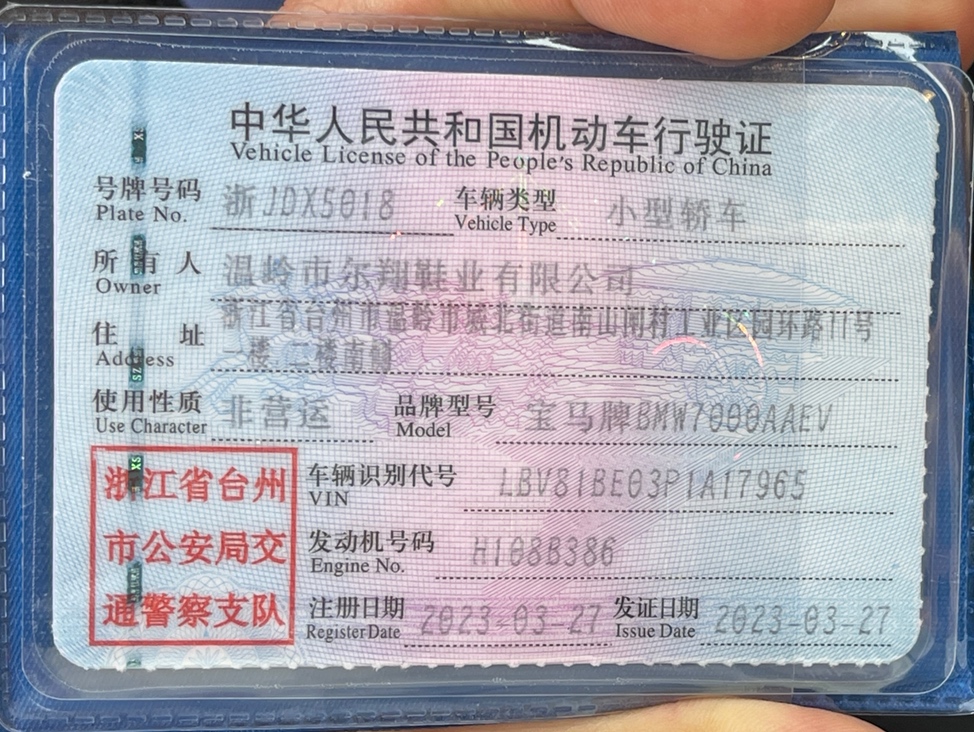 中华人民共和国机动车行驶证
Vehicle License of the People's Republic of China
号牌号码 浙JDX5018 车辆类型 小型轿车
Plate No. Vehicle Type
所有人 温岭市尔翔鞋业有限公司
Owner
住址 浙江省台州市温岭市城北街道南山闸村工业区园环路11号
Address 一楼 二楼南侧
使用性质 非营运 品牌型号 宝马牌BMW7000AAEV
Use Character Model
浙江省台州 车辆识别代号 LBV81BE03P1A17965
VIN
市公安局交 发动机号码 H108B386
Engine No.
通警察支队 注册日期 2023-03-27 发证日期 2023-03-27
Register Date Issue Date